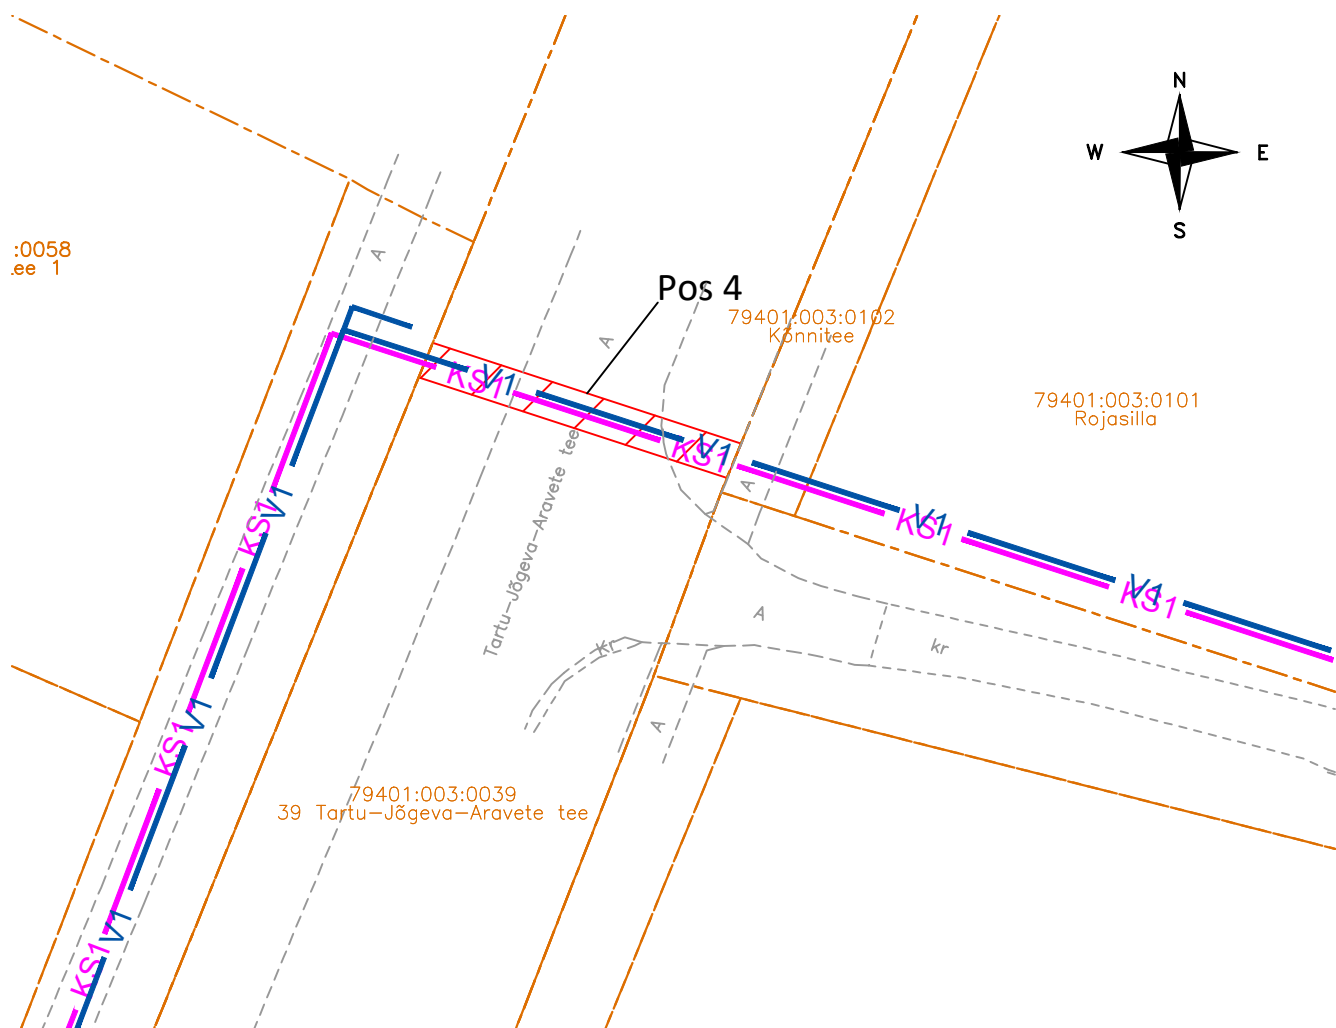 N
W
E
S
:0058
ee 1
A
Pos 4
79401:003:0102
Kõnnitee
A
79401:003:0101
Rojasilla
KS1
V1
KS1
V1
A
KS1
V1
KS1
V1
KS1
V1
Tartu-Jõgeva-Aravete tee
A
Kr
kr
KS1
V1
A
79401:003:0039
39 Tartu-Jõgeva-Aravete tee
KS1
V1